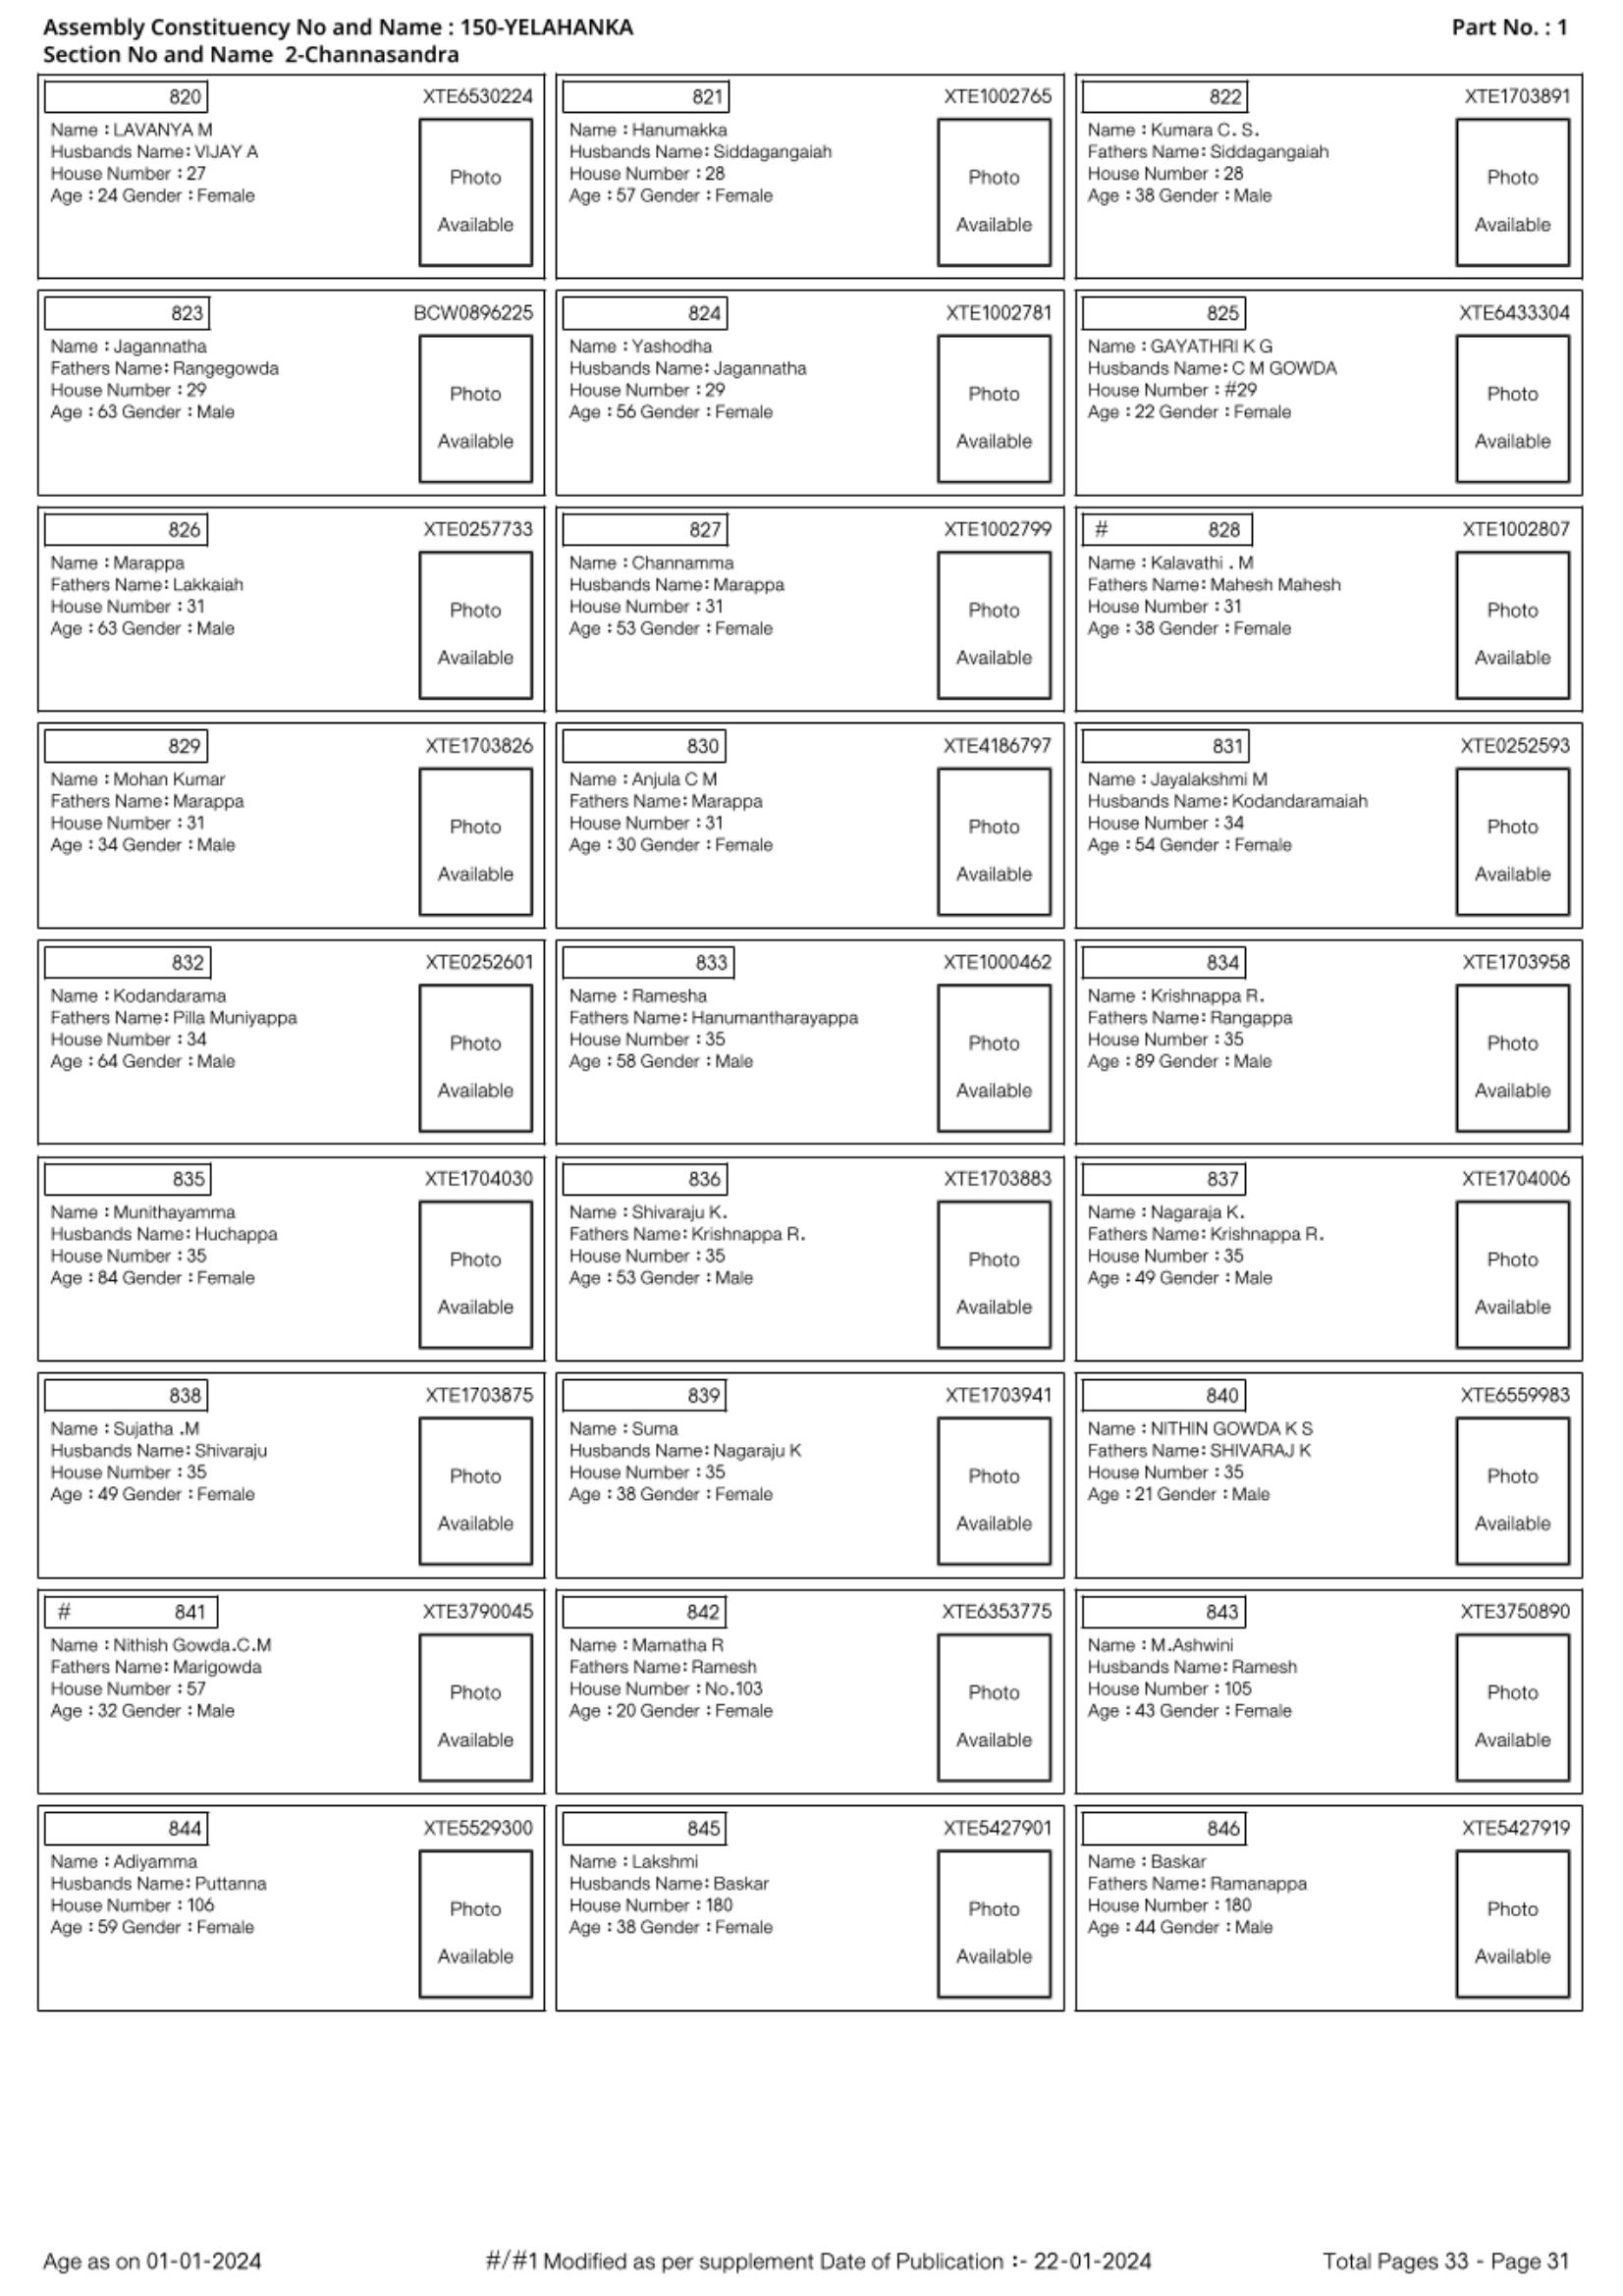 Assembly Constituency No and Name : 150-YELAHANKA Part No. : 1
Section No and Name 2-Channasandra
820 XTE6530224
Name : LAVANYA M
Husbands Name: VIJAY A
House Number : 27
Age : 24 Gender : Female
Photo
Available
821 XTE1002765
Name : Hanumakka
Husbands Name: Siddagangaiah
House Number : 28
Age : 57 Gender : Female
Photo
Available
822 XTE1703891
Name : Kumara C. S.
Fathers Name: Siddagangaiah
House Number : 28
Age : 38 Gender : Male
Photo
Available
823 BCW0896225
Name : Jagannatha
Fathers Name: Rangegowda
House Number : 29
Age : 63 Gender : Male
Photo
Available
824 XTE1002781
Name : Yashodha
Husbands Name: Jagannatha
House Number : 29
Age : 56 Gender : Female
Photo
Available
825 XTE6433304
Name : GAYATHRI K G
Husbands Name: C M GOWDA
House Number : #29
Age : 22 Gender : Female
Photo
Available
826 XTE0257733
Name : Marappa
Fathers Name: Lakkaiah
House Number : 31
Age : 63 Gender : Male
Photo
Available
827 XTE1002799
Name : Channamma
Husbands Name: Marappa
House Number : 31
Age : 53 Gender : Female
Photo
Available
# 828 XTE1002807
Name : Kalavathi . M
Fathers Name: Mahesh Mahesh
House Number : 31
Age : 38 Gender : Female
Photo
Available
829 XTE1703826
Name : Mohan Kumar
Fathers Name: Marappa
House Number : 31
Age : 34 Gender : Male
Photo
Available
830 XTE4186797
Name : Anjula C M
Fathers Name: Marappa
House Number : 31
Age : 30 Gender : Female
Photo
Available
831 XTE0252593
Name : Jayalakshmi M
Husbands Name: Kodandaramaiah
House Number : 34
Age : 54 Gender : Female
Photo
Available
832 XTE0252601
Name : Kodandarama
Fathers Name: Pilla Muniyappa
House Number : 34
Age : 64 Gender : Male
Photo
Available
833 XTE1000462
Name : Ramesha
Fathers Name: Hanumantharayappa
House Number : 35
Age : 58 Gender : Male
Photo
Available
834 XTE1703958
Name : Krishnappa R.
Fathers Name: Rangappa
House Number : 35
Age : 89 Gender : Male
Photo
Available
835 XTE1704030
Name : Munithayamma
Husbands Name: Huchappa
House Number : 35
Age : 84 Gender : Female
Photo
Available
836 XTE1703883
Name : Shivaraju K.
Fathers Name: Krishnappa R.
House Number : 35
Age : 53 Gender : Male
Photo
Available
837 XTE1704006
Name : Nagaraja K.
Fathers Name: Krishnappa R.
House Number : 35
Age : 49 Gender : Male
Photo
Available
838 XTE1703875
Name : Sujatha .M
Husbands Name: Shivaraju
House Number : 35
Age : 49 Gender : Female
Photo
Available
839 XTE1703941
Name : Suma
Husbands Name: Nagaraju K
House Number : 35
Age : 38 Gender : Female
Photo
Available
840 XTE6559983
Name : NITHIN GOWDA K S
Fathers Name: SHIVARAJ K
House Number : 35
Age : 21 Gender : Male
Photo
Available
# 841 XTE3790045
Name : Nithish Gowda.C.M
Fathers Name: Marigowda
House Number : 57
Age : 32 Gender : Male
Photo
Available
842 XTE6353775
Name : Mamatha R
Fathers Name: Ramesh
House Number : No.103
Age : 20 Gender : Female
Photo
Available
843 XTE3750890
Name : M.Ashwini
Husbands Name: Ramesh
House Number : 105
Age : 43 Gender : Female
Photo
Available
844 XTE5529300
Name : Adiyamma
Husbands Name: Puttanna
House Number : 106
Age : 59 Gender : Female
Photo
Available
845 XTE5427901
Name : Lakshmi
Husbands Name: Baskar
House Number : 180
Age : 38 Gender : Female
Photo
Available
846 XTE5427919
Name : Baskar
Fathers Name: Ramanappa
House Number : 180
Age : 44 Gender : Male
Photo
Available
Age as on 01-01-2024 #/#1 Modified as per supplement Date of Publication :- 22-01-2024 Total Pages 33 - Page 31